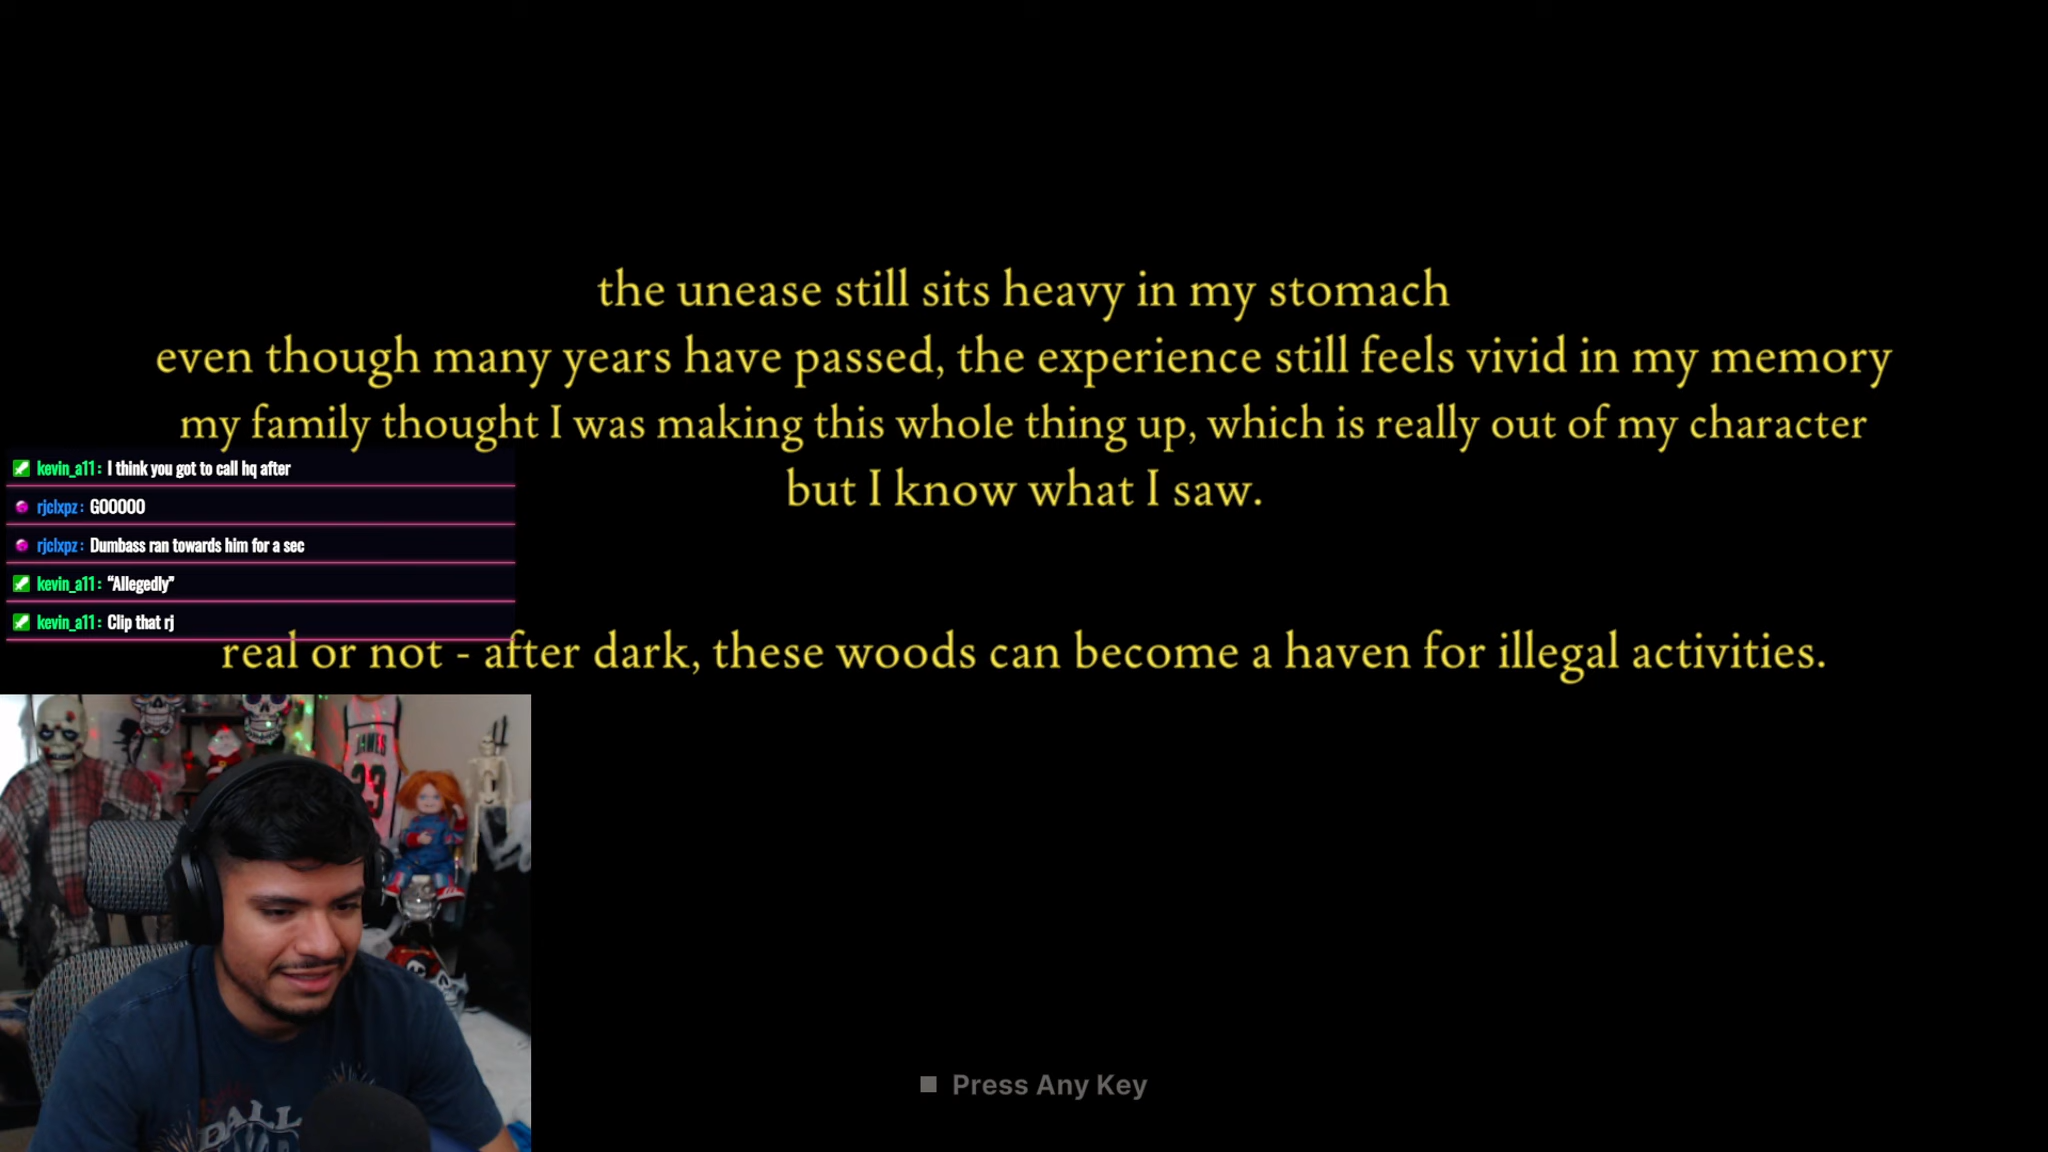 the unease still sits heavy in my stomach
even though many years have passed, the experience still feels vivid in my memory
my family thought I was making this whole thing up, which is really out of my character
but I know what I saw.
kevin_a11: I think you got to call hq after
rjclxpz: GOOOOO
rjclxpz: Dumbass ran towards him for a sec
kevin_a11: “Allegedly”
kevin_a11: Clip that rj
real or not - after dark, these woods can become a haven for illegal activities.
JAMES
23
Press Any Key